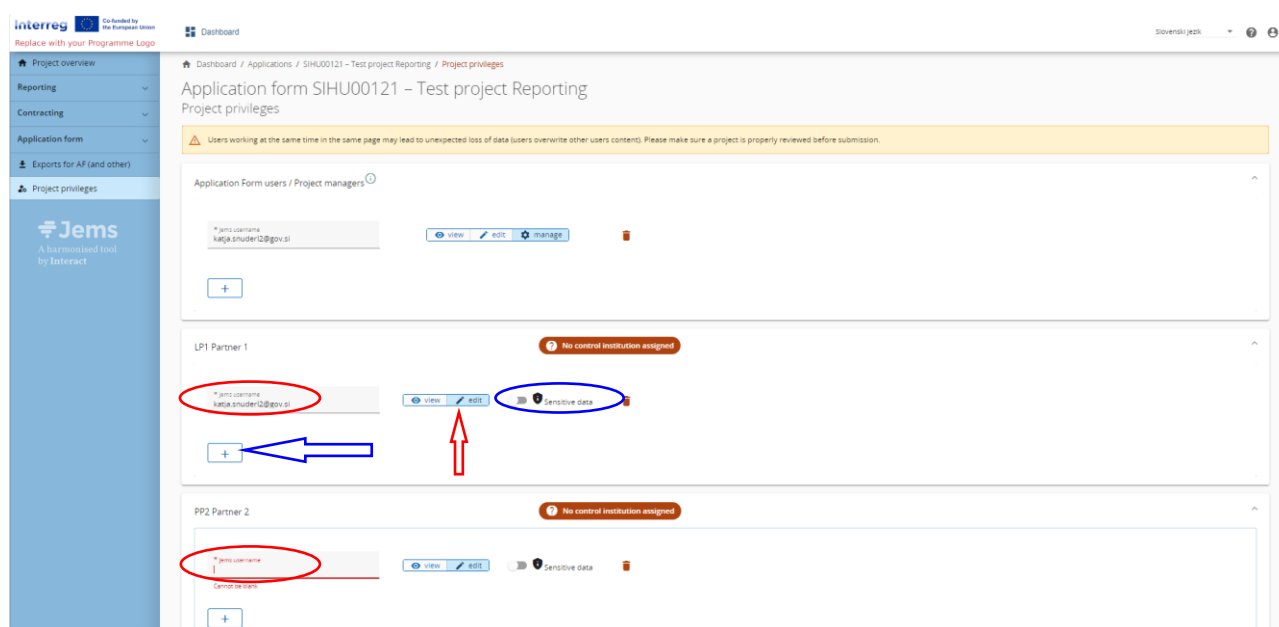 Interreg
Co-funded by
the European Union
Replace with your Programme Logo
Dashboard
Slovenski jezik
Project overview
Reporting
Contracting
Application form
Exports for AF (and other)
Project privileges
Jems
A harmonised tool
by Interact
Dashboard / Applications / SIHU00121 – Test project Reporting / Project privileges
Application form SIHU00121 – Test project Reporting
Project privileges
Users working at the same time in the same page may lead to unexpected loss of data (users overwrite other users content). Please make sure a project is properly reviewed before submission.
Application Form users / Project managers
* Jems username
katja.snuderl2@gov.si
view edit manage
+
LP1 Partner 1
No control institution assigned
* Jems username
katja.snuderl2@gov.si
view edit Sensitive data
+
PP2 Partner 2
No control institution assigned
* Jems username
Cannot be blank
view edit Sensitive data
+